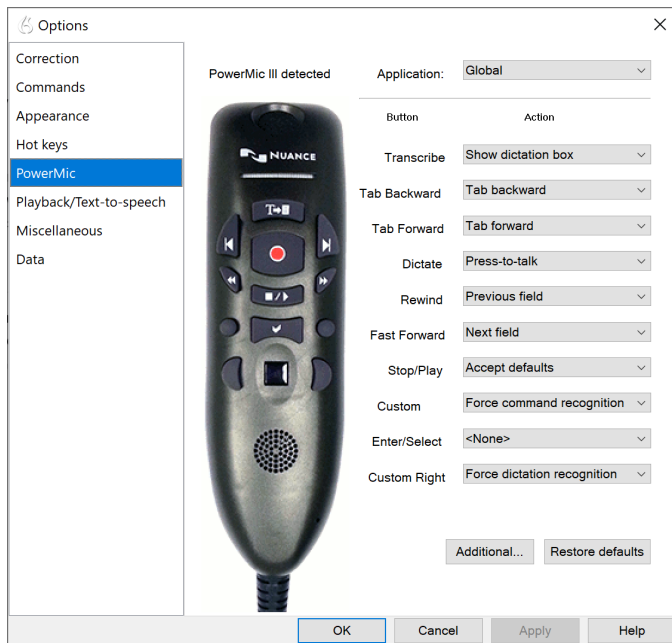 Options
Correction
Commands
Appearance
Hot keys
PowerMic
Playback/Text-to-speech
Miscellaneous
Data
PowerMic III detected
Application: Global
Button Action
Transcribe Show dictation box
Tab Backward Tab backward
Tab Forward Tab forward
Dictate Press-to-talk
Rewind Previous field
Fast Forward Next field
Stop/Play Accept defaults
Custom Force command recognition
Enter/Select <None>
Custom Right Force dictation recognition
NUANCE
T
Additional... Restore defaults
OK Cancel Apply Help